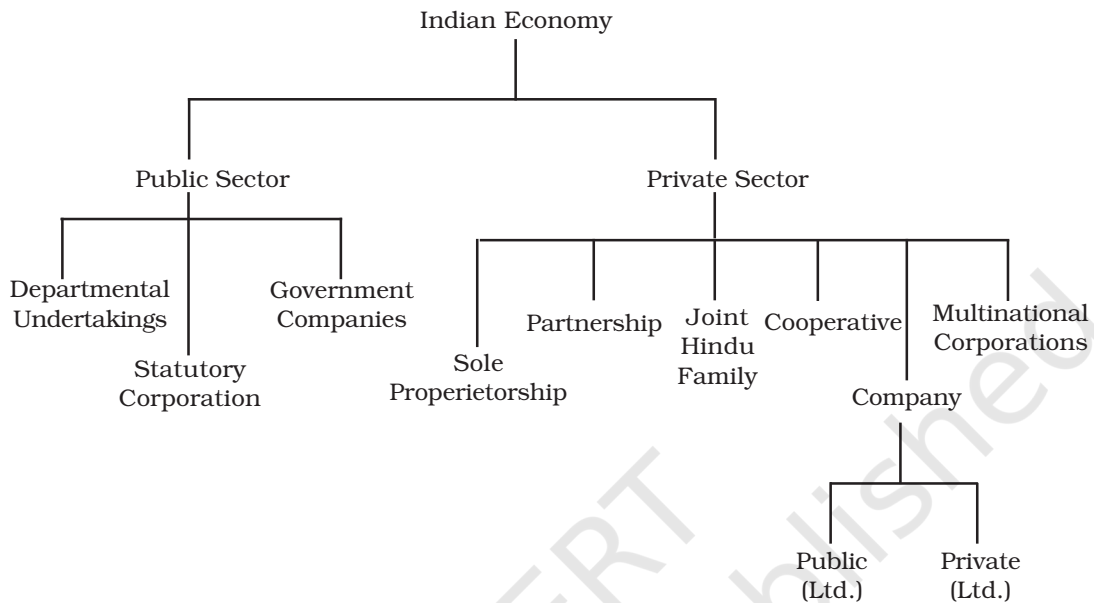 Indian Economy
Public Sector
Private Sector
Departmental
Undertakings
Statutory
Corporation
Government
Companies
Sole
Properietorship
Partnership
Joint
Hindu
Family
Cooperative
Company
Multinational
Corporations
Public
(Ltd.)
Private
(Ltd.)